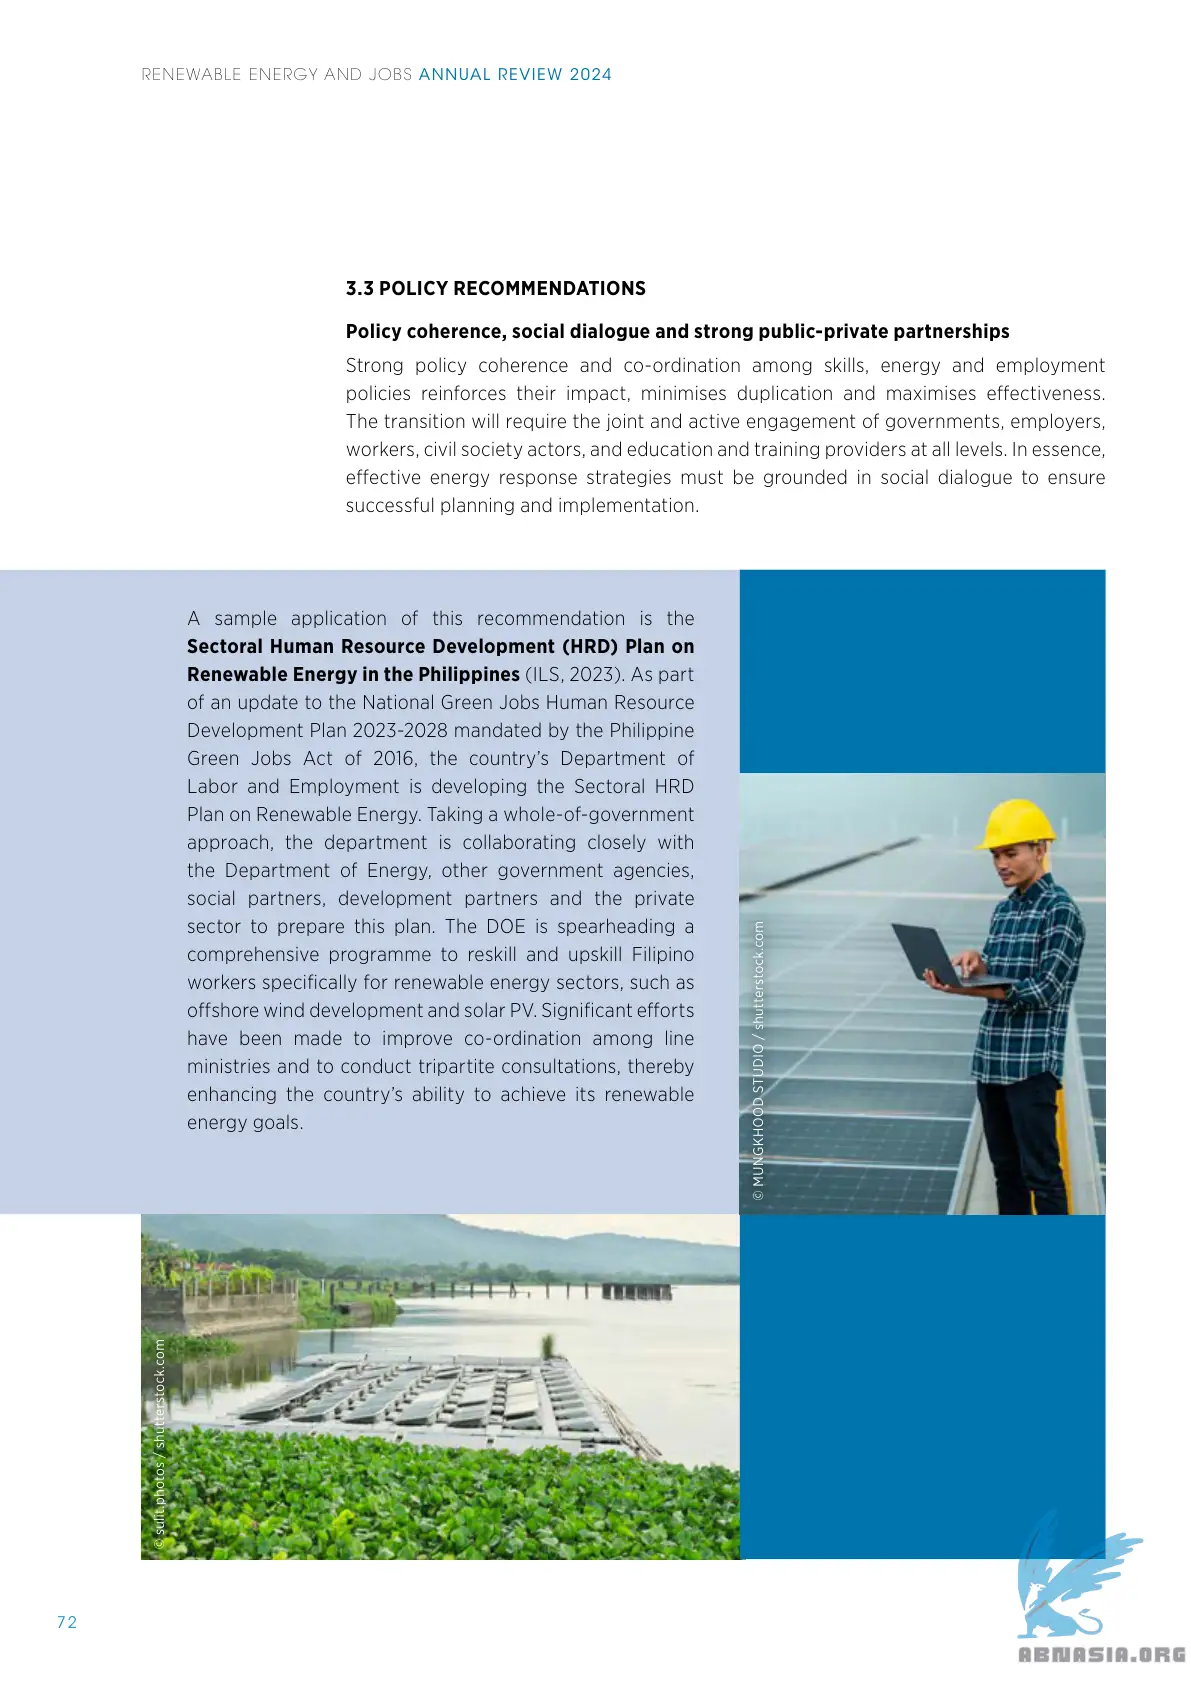 RENEWABLE ENERGY AND JOBS ANNUAL REVIEW 2024
3.3 POLICY RECOMMENDATIONS
Policy coherence, social dialogue and strong public-private partnerships
Strong policy coherence and co-ordination among skills, energy and employment
policies reinforces their impact, minimises duplication and maximises effectiveness.
The transition will require the joint and active engagement of governments, employers,
workers, civil society actors, and education and training providers at all levels. In essence,
effective energy response strategies must be grounded in social dialogue to ensure
successful planning and implementation.
A sample application of this recommendation is the
Sectoral Human Resource Development (HRD) Plan on
Renewable Energy in the Philippines (ILS, 2023). As part
of an update to the National Green Jobs Human Resource
Development Plan 2023-2028 mandated by the Philippine
Green Jobs Act of 2016, the country's Department of
Labor and Employment is developing the Sectoral HRD
Plan on Renewable Energy. Taking a whole-of-government
approach, the department is collaborating closely with
the Department of Energy, other government agencies,
social partners, development partners and the private
sector to prepare this plan. The DOE is spearheading a
comprehensive programme to reskill and upskill Filipino
workers specifically for renewable energy sectors, such as
offshore wind development and solar PV. Significant efforts
have been made to improve co-ordination among line
ministries and to conduct tripartite consultations, thereby
enhancing the country's ability to achieve its renewable
energy goals.
© MUNGKHOOD STUDIO / shutterstock.com
© sulit.photos / shutterstock.com
72
ABNASIA.ORG